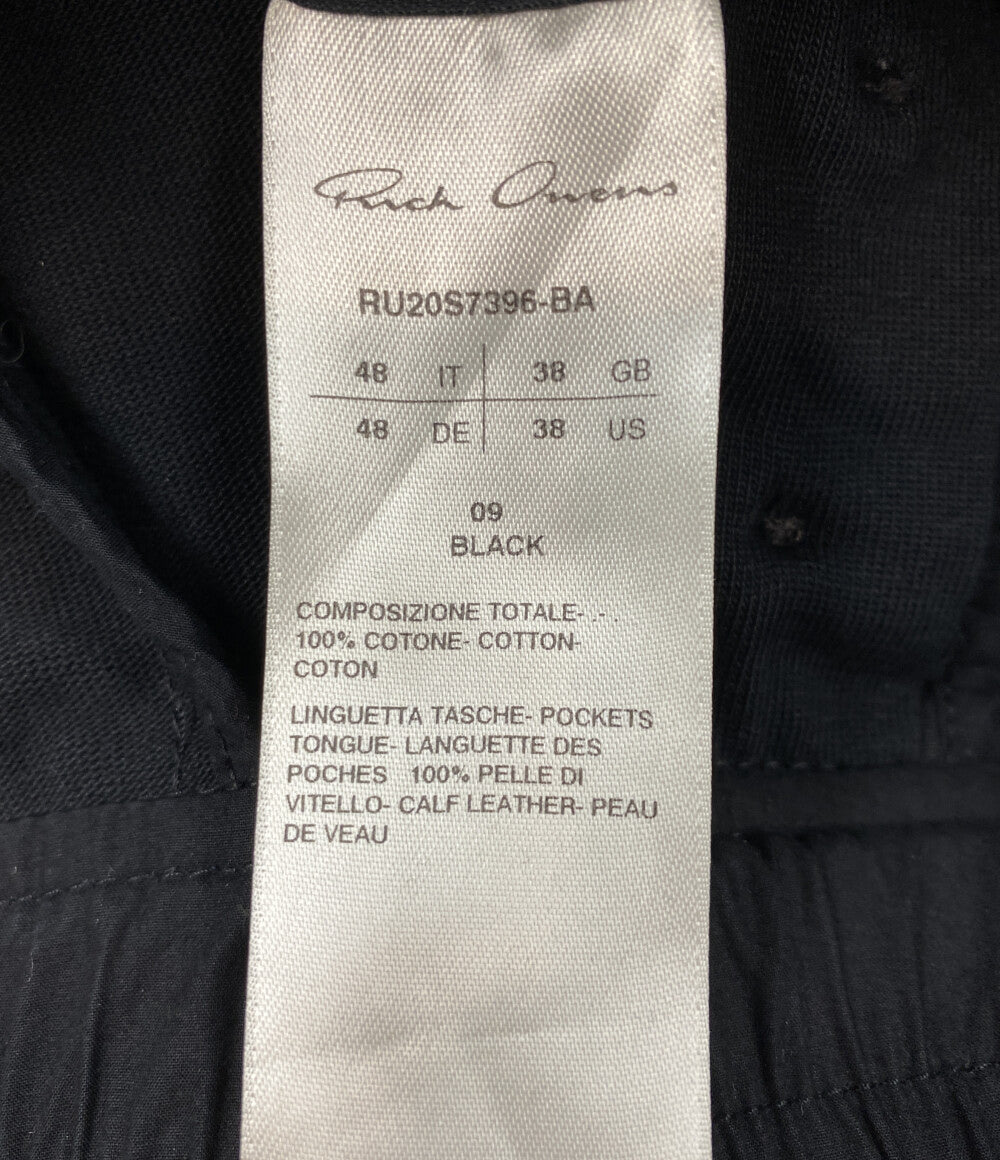 Rick Owens
RU20S7396-BA
48 IT 38 GB
48 DE 38 US
09
BLACK
COMPOSIZIONE TOTALE- .- .
100% COTONE- COTTON-
COTON
LINGUETTA TASCHE- POCKETS
TONGUE- LANGUETTE DES
POCHES 100% PELLE DI
VITELLO- CALF LEATHER- PEAU
DE VEAU